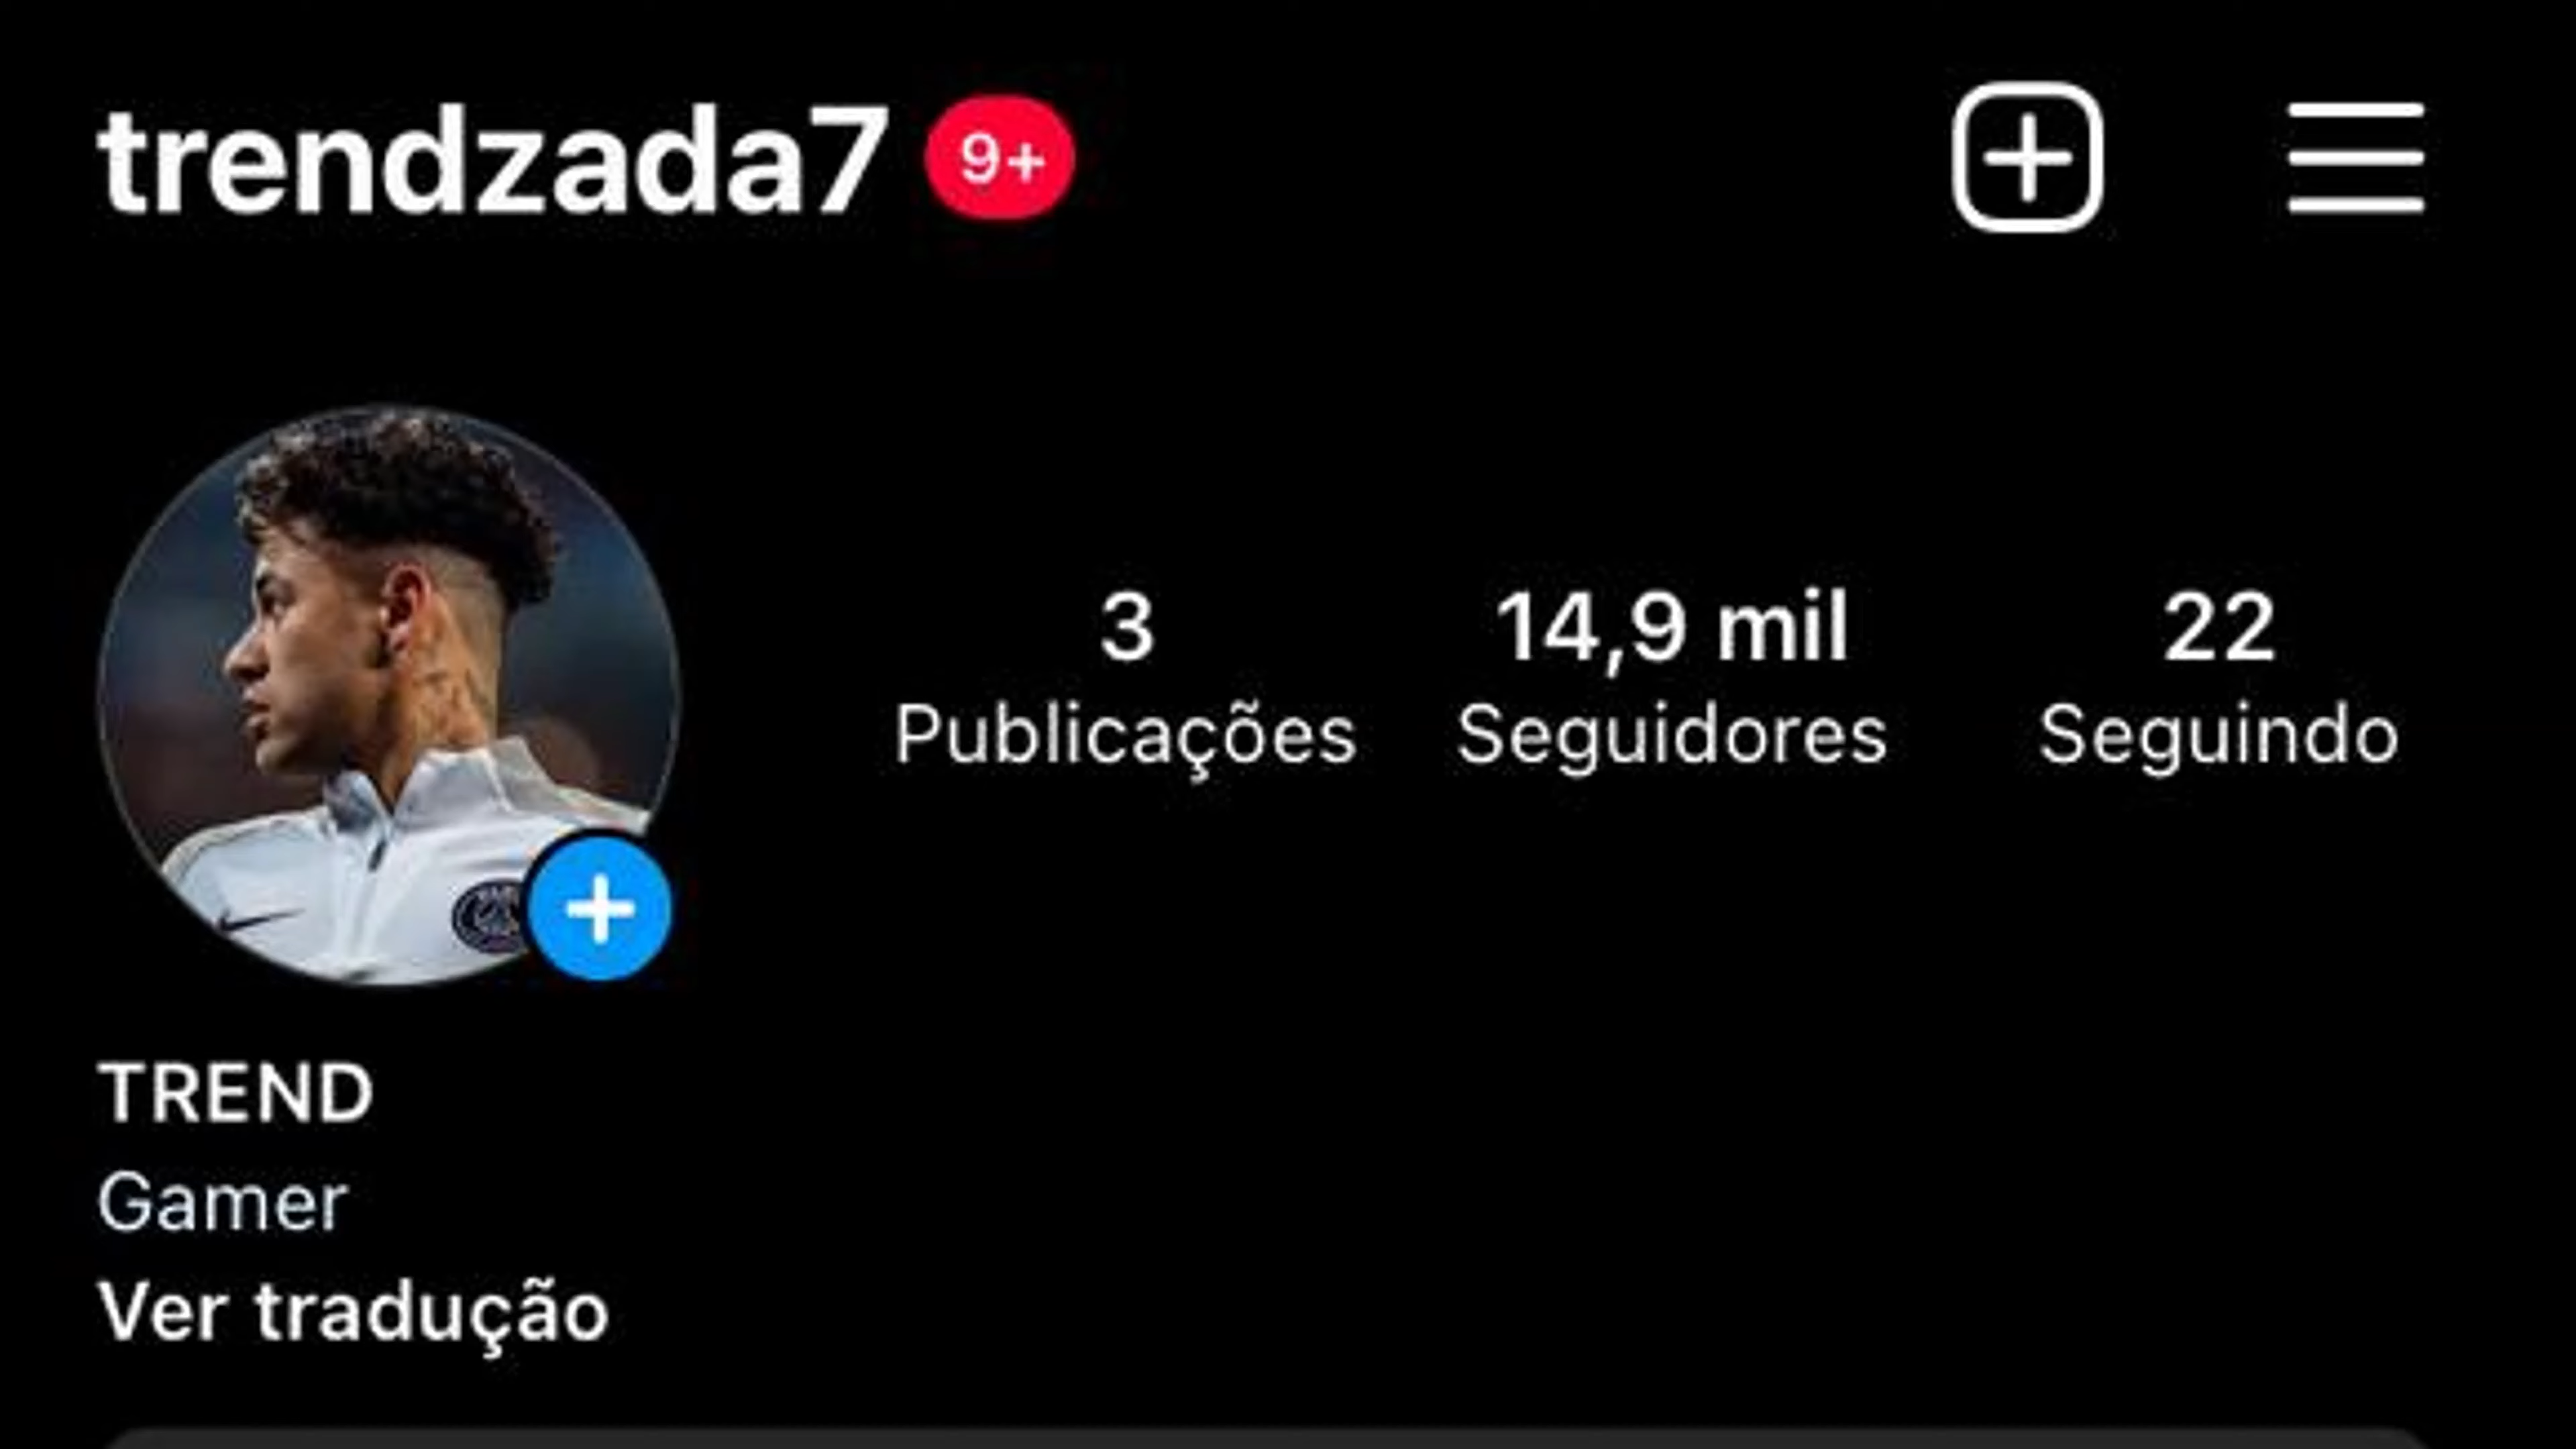 trendzada7 9+
3 14,9 mil 22
Publicações Seguidores Seguindo
TREND
Gamer
Ver tradução